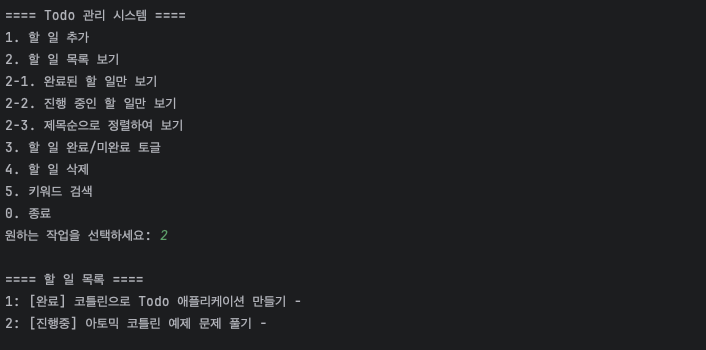 ==== Todo 관리 시스템 ====
1. 할 일 추가
2. 할 일 목록 보기
2-1. 완료된 할 일만 보기
2-2. 진행 중인 할 일만 보기
2-3. 제목순으로 정렬하여 보기
3. 할 일 완료/미완료 토글
4. 할 일 삭제
5. 키워드 검색
0. 종료
원하는 작업을 선택하세요: 2
==== 할 일 목록 ====
1: [완료] 코틀린으로 Todo 애플리케이션 만들기 -
2: [진행중] 아토믹 코틀린 예제 문제 풀기 -